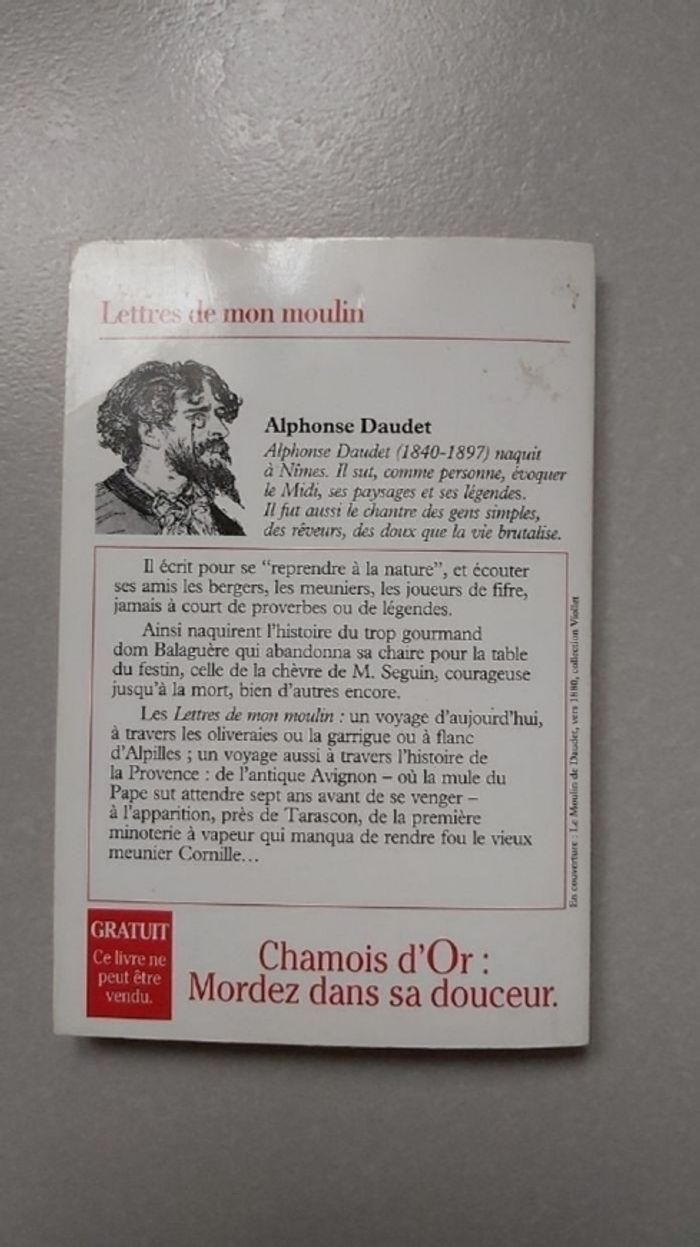 Lettres de mon moulin
Alphonse Daudet
Alphonse Daudet (1840-1897) naquit
à Nîmes. Il sut, comme personne, évoquer
le Midi, ses paysages et ses légendes.
Il fut aussi le chantre des gens simples,
des rêveurs, des doux que la vie brutalise.
Il écrit pour se “reprendre à la nature”, et écouter
ses amis les bergers, les meuniers, les joueurs de fifre,
jamais à court de proverbes ou de légendes.
Ainsi naquirent l'histoire du trop gourmand
dom Balaguère qui abandonna sa chaire pour la table
du festin, celle de la chèvre de M. Seguin, courageuse
jusqu'à la mort, bien d'autres encore.
Les Lettres de mon moulin : un voyage d'aujourd'hui,
à travers les oliveraies ou la garrigue ou à flanc
d'Alpilles ; un voyage aussi à travers l'histoire de
la Provence : de l'antique Avignon – où la mule du
Pape sut attendre sept ans avant de se venger –
à l'apparition, près de Tarascon, de la première
minoterie à vapeur qui manqua de rendre fou le vieux
meunier Cornille...
En couverture : Le Moulin de Daudet, vers 1880, collection Viollet
GRATUIT
Ce livre ne
peut être
vendu.
Chamois d'Or :
Mordez dans sa douceur.